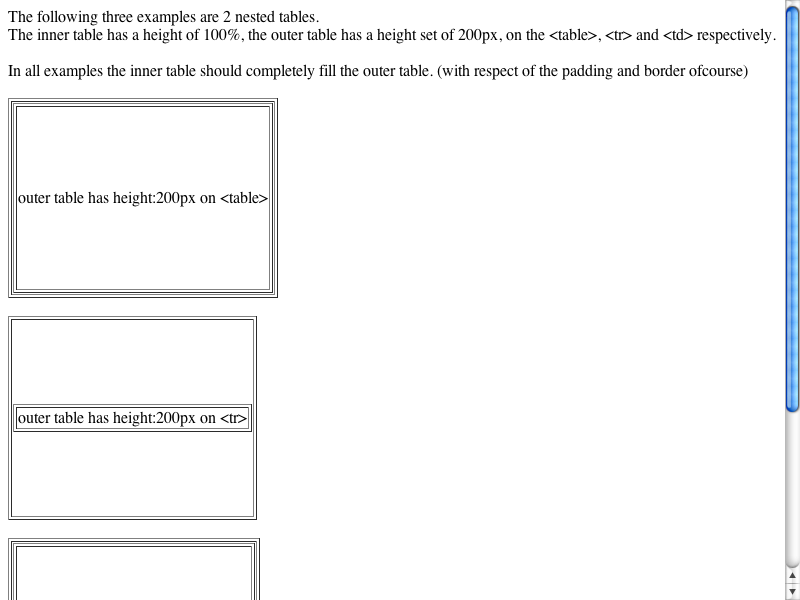 The following three examples are 2 nested tables.
The inner table has a height of 100%, the outer table has a height set of 200px, on the <table>, <tr> and <td> respectively.
In all examples the inner table should completely fill the outer table. (with respect of the padding and border ofcourse)
outer table has height:200px on <table>
outer table has height:200px on <tr>